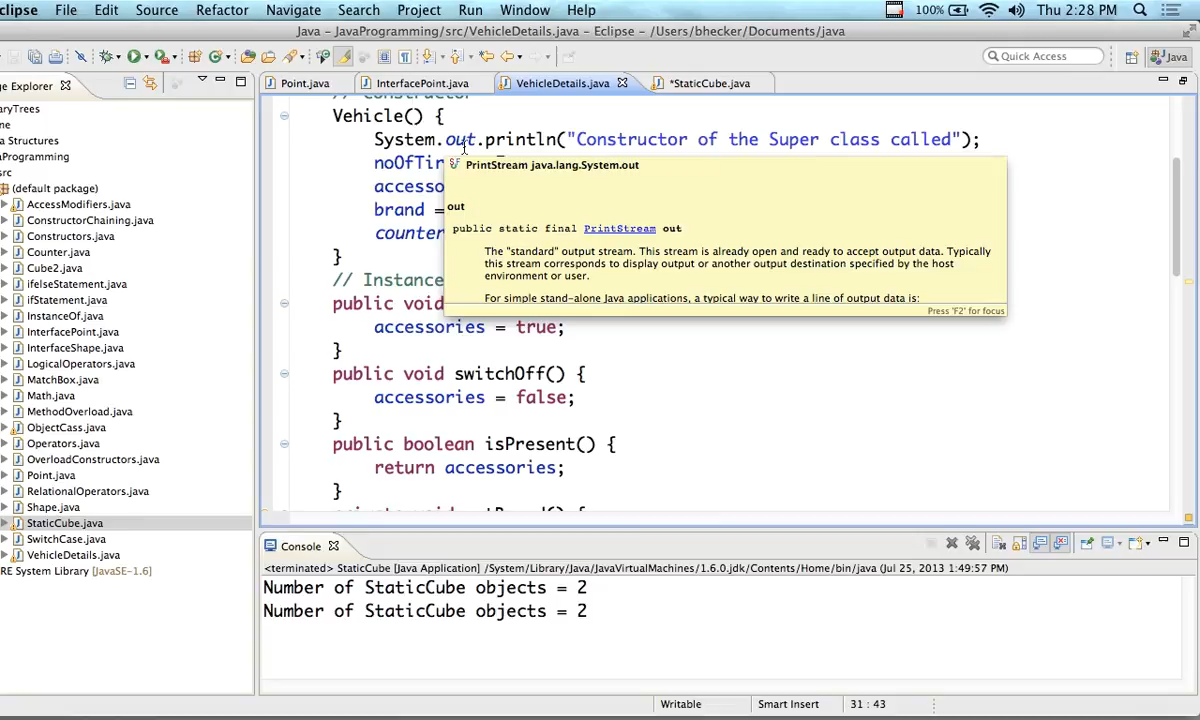 clipse File Edit Source Refactor Navigate Search Project Run Window Help 100% Thu 2:28 PM
Java – JavaProgramming/src/VehicleDetails.java – Eclipse – /Users/bhecker/Documents/java
Quick Access Java
ge Explorer
Point.java InterfacePoint.java VehicleDetails.java *StaticCube.java
aryTrees
ne
a Structures
aProgramming
src
(default package)
AccessModifiers.java
ConstructorChaining.java
Constructors.java
Counter.java
Cube2.java
ifelseStatement.java
ifStatement.java
InstanceOf.java
InterfacePoint.java
InterfaceShape.java
LogicalOperators.java
MatchBox.java
Math.java
MethodOverload.java
ObjectCass.java
Operators.java
OverloadConstructors.java
Point.java
RelationalOperators.java
Shape.java
StaticCube.java
SwitchCase.java
VehicleDetails.java
RE System Library [JavaSE-1.6]
// Constructor
Vehicle() {
System.out.println("Constructor of the Super class called");
noOfTir
accesso
brand =
counter
}
// Instance
public void
accessories = true;
}
public void switchOff() {
accessories = false;
}
public boolean isPresent() {
return accessories;
}
PrintStream java.lang.System.out
out
public static final PrintStream out
The "standard" output stream. This stream is already open and ready to accept output data. Typically
this stream corresponds to display output or another output destination specified by the host
environment or user.
For simple stand-alone Java applications, a typical way to write a line of output data is:
Press 'F2' for focus
Console
<terminated> StaticCube [Java Application] /System/Library/Java/JavaVirtualMachines/1.6.0.jdk/Contents/Home/bin/java (Jul 25, 2013 1:49:57 PM)
Number of StaticCube objects = 2
Number of StaticCube objects = 2
Writable Smart Insert 31 : 43